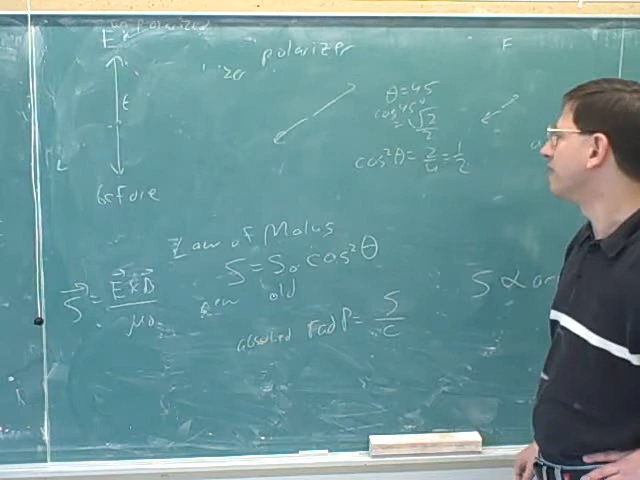 polarizer
E
E
before
θ = 45
cos 45° = √2/2
cos²θ = 2/4 = 1/2
Law of Malus
S = S₀ cos²θ
new old
S⃗ = E⃗ x B⃗ / μ₀
absorbed rad P = S/C
S ∝